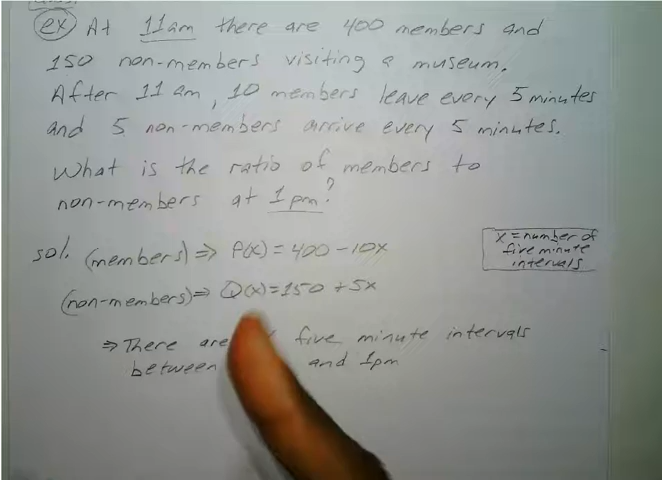 ex At 11am there are 400 members and
150 non-members visiting a museum.
After 11 am, 10 members leave every 5 minutes
and 5 non-members arrive every 5 minutes.
What is the ratio of members to
non-members at 1 pm?
sol. (members) ⇒ P(x) = 400 - 10x
x = number of
five minute
intervals
(non-members) ⇒ Q(x) = 150 + 5x
⇒ There are five minute intervals
between and 1pm